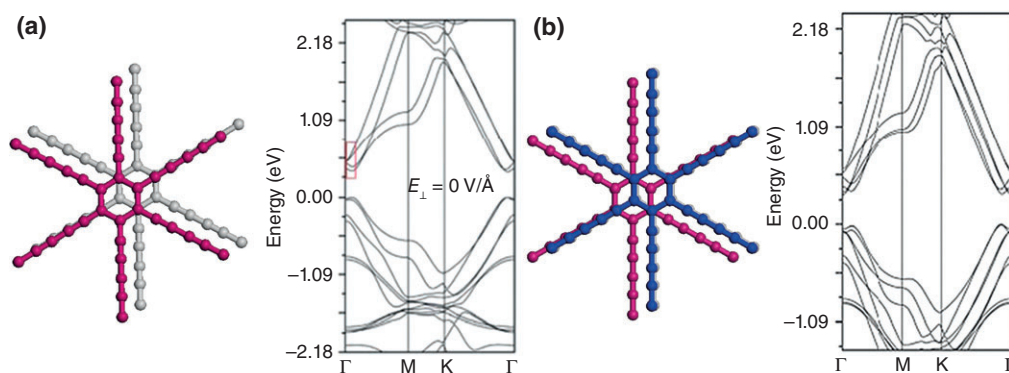 (a)
2.18
1.09
0.00
−1.09
−2.18
Energy (eV)
E⊥ = 0 V/Å
Γ M K Γ
(b)
2.18
1.09
0.00
−1.09
Energy (eV)
Γ M K Γ